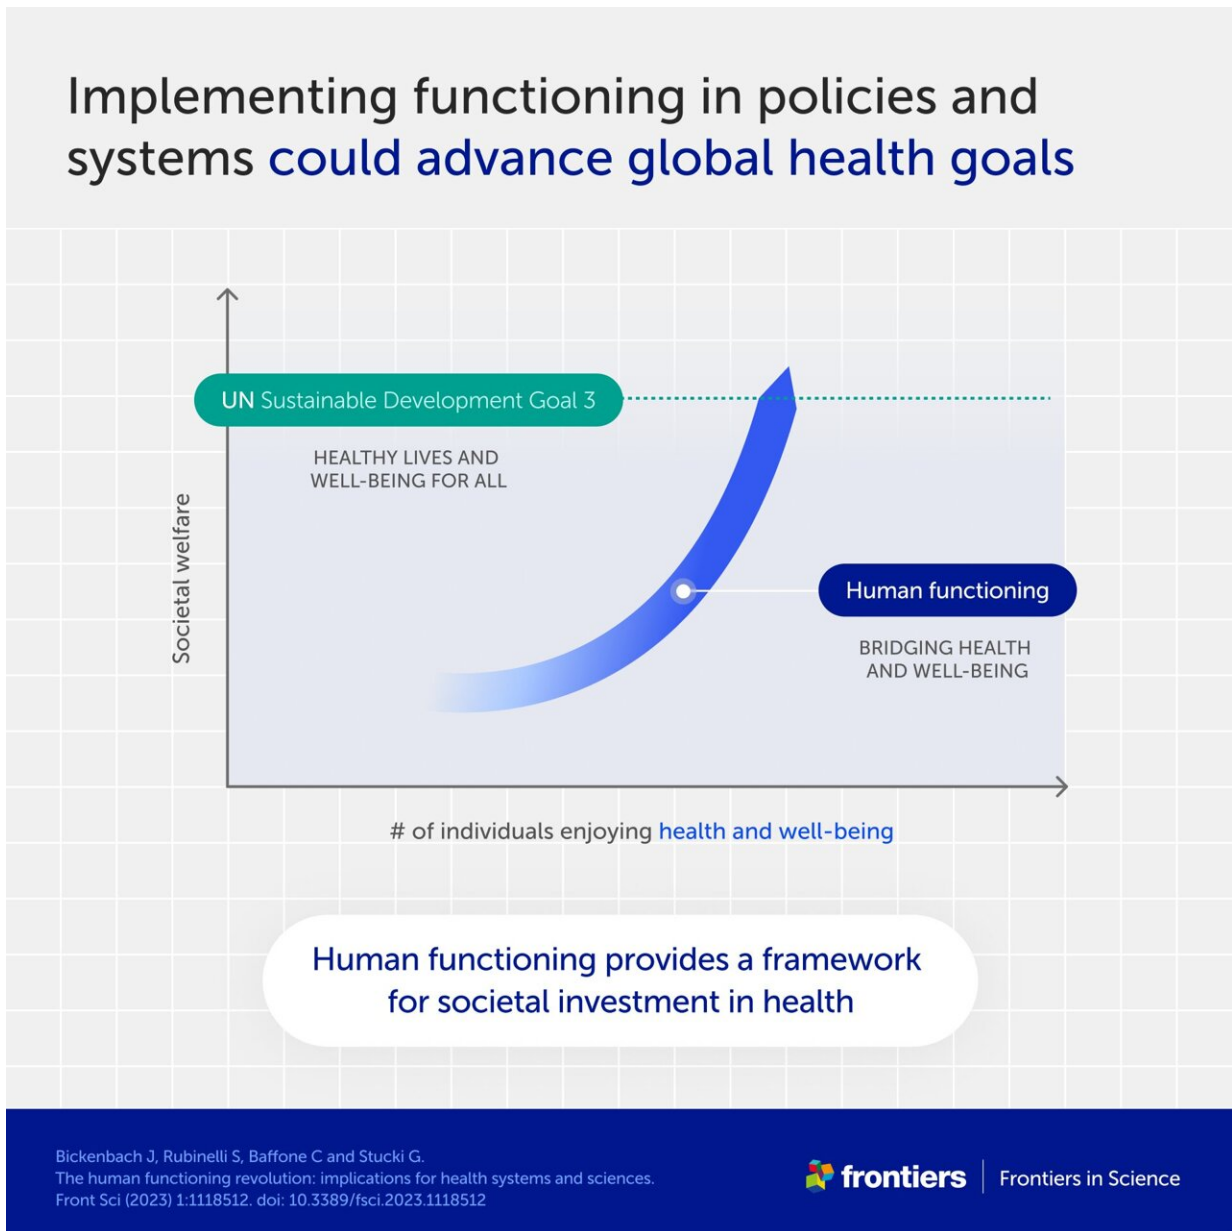 Implementing functioning in policies and
systems could advance global health goals
UN Sustainable Development Goal 3
HEALTHY LIVES AND
WELL-BEING FOR ALL
Societal welfare
Human functioning
BRIDGING HEALTH
AND WELL-BEING
# of individuals enjoying health and well-being
Human functioning provides a framework
for societal investment in health
Bickenbach J, Rubinelli S, Baffone C and Stucki G.
The human functioning revolution: implications for health systems and sciences.
Front Sci (2023) 1:1118512. doi: 10.3389/fsci.2023.1118512
frontiers
Frontiers in Science